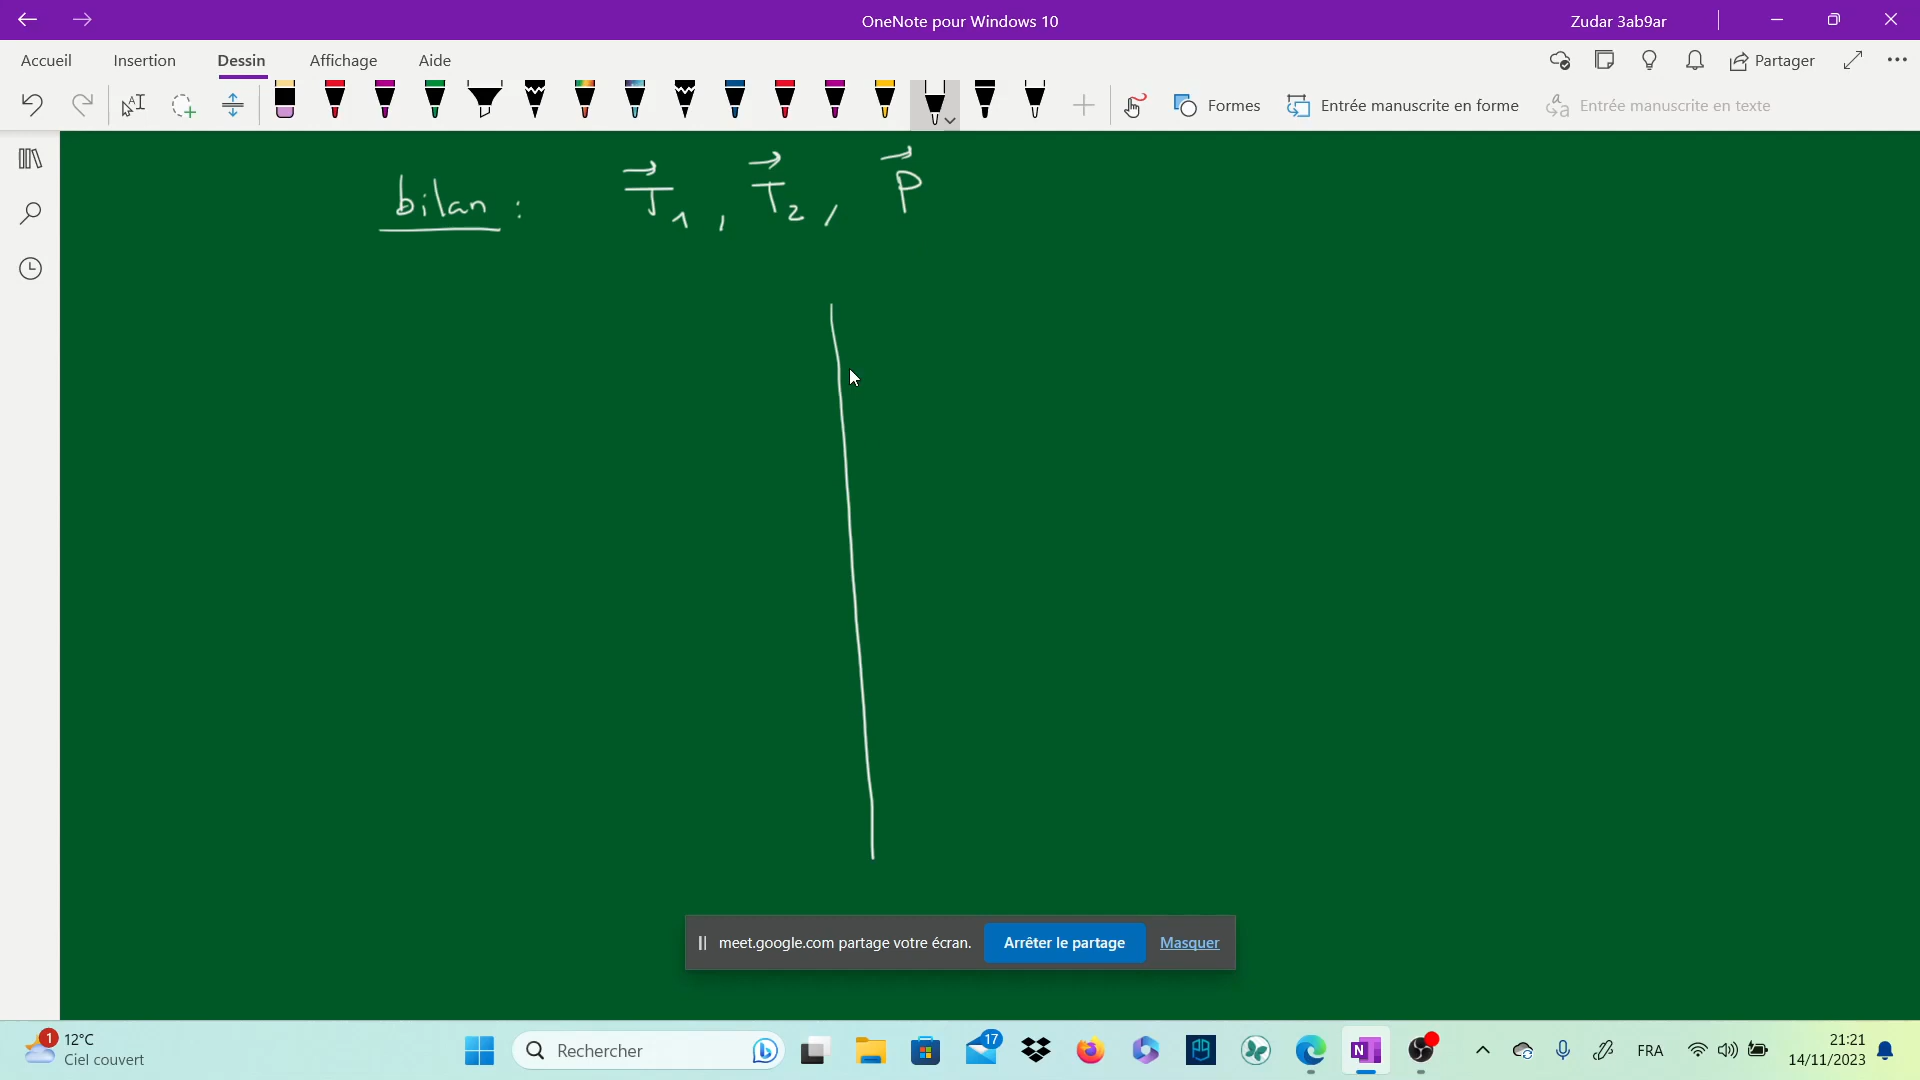 OneNote pour Windows 10
Zudar 3ab9ar
Accueil Insertion Dessin Affichage Aide
Partager
Formes Entrée manuscrite en forme Entrée manuscrite en texte
bilan : T₁ , T₂ , P
meet.google.com partage votre écran. Arrêter le partage Masquer
1 12°C
Ciel couvert
Rechercher
17
FRA
21:21
14/11/2023